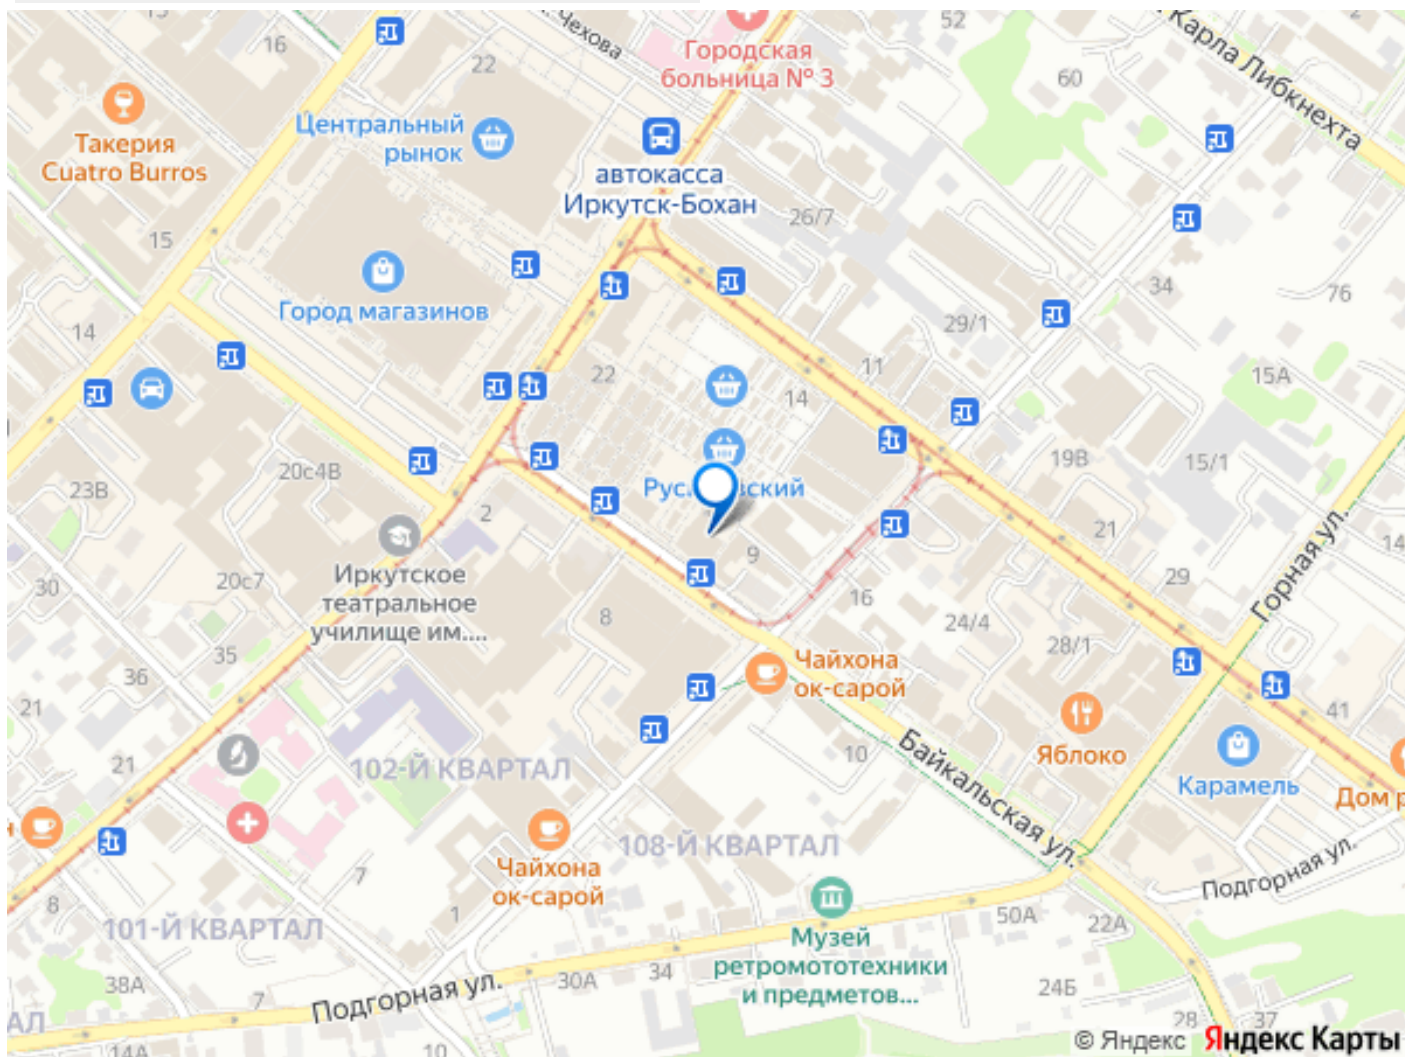 16
ул. Чехова
22
52
Городская
больница № 3
60
Карла Либкнехта
Такерия
Cuatro Burros
Центральный
рынок
автокасса
Иркутск-Бохан
26/7
15
Город магазинов
34
76
29/1
14
22
11
14
15А
20с4В
23В
19В
15/1
2
9
21
14
Горная ул.
Иркутское
театральное
училище им....
20с7
30
29
16
8
24/4
28/1
35
36
Чайхона
ок-сарой
21
41
10
Байкальская ул.
Яблоко
Карамель
Дом р
21
102-Й КВАРТАЛ
108-Й КВАРТАЛ
Чайхона
ок-сарой
7
Подгорная ул.
8
1
101-Й КВАРТАЛ
50А
22А
Музей
ретромототехники
и предметов...
38А
7
Подгорная ул.
30А
34
24Б
28
37
АЛ
14А
10
© Яндекс Яндекс Карты